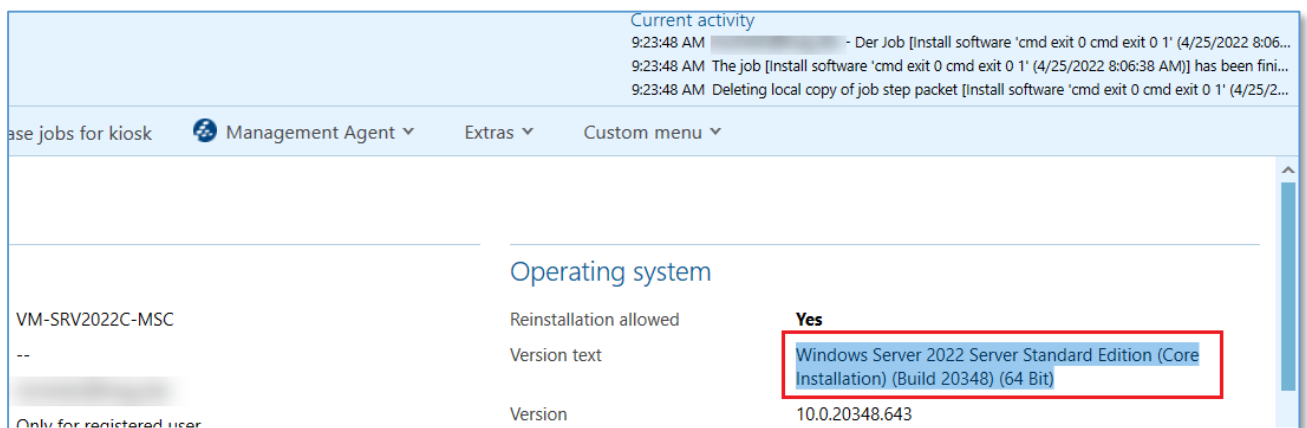 Current activity
9:23:48 AM - Der Job [Install software 'cmd exit 0 cmd exit 0 1' (4/25/2022 8:06...
9:23:48 AM The job [Install software 'cmd exit 0 cmd exit 0 1' (4/25/2022 8:06:38 AM)] has been fini...
9:23:48 AM Deleting local copy of job step packet [Install software 'cmd exit 0 cmd exit 0 1' (4/25/2...
ase jobs for kiosk Management Agent Extras Custom menu
Operating system
VM-SRV2022C-MSC Reinstallation allowed Yes
-- Version text Windows Server 2022 Server Standard Edition (Core
Installation) (Build 20348) (64 Bit)
Version 10.0.20348.643
Only for registered user